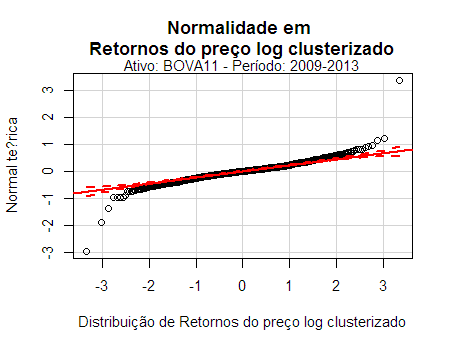 Normalidade em
Retornos do preço log clusterizado
Ativo: BOVA11 - Período: 2009-2013
Normal te?rica
3
2
1
0
-1
-2
-3
-3 -2 -1 0 1 2 3
Distribuição de Retornos do preço log clusterizado